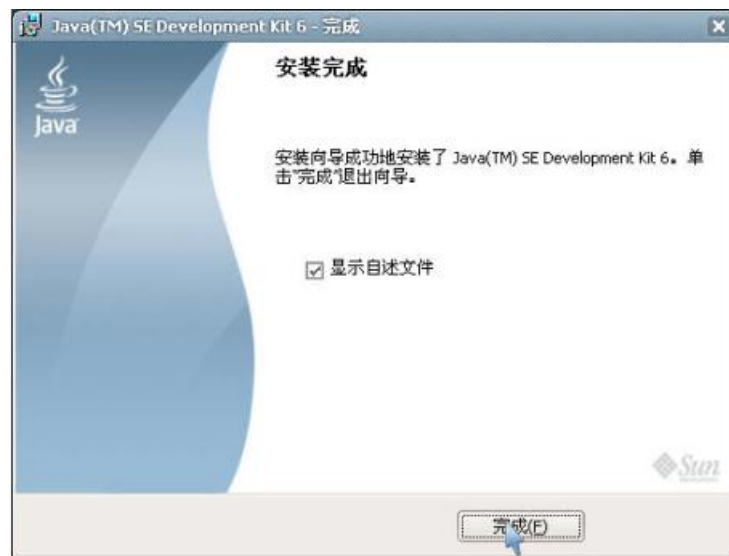 Java(TM) SE Development Kit 6 - 完成
Java
安装完成
安装向导成功地安装了 Java(TM) SE Development Kit 6。单
击"完成"退出向导。
显示自述文件
Sun
完成(F)